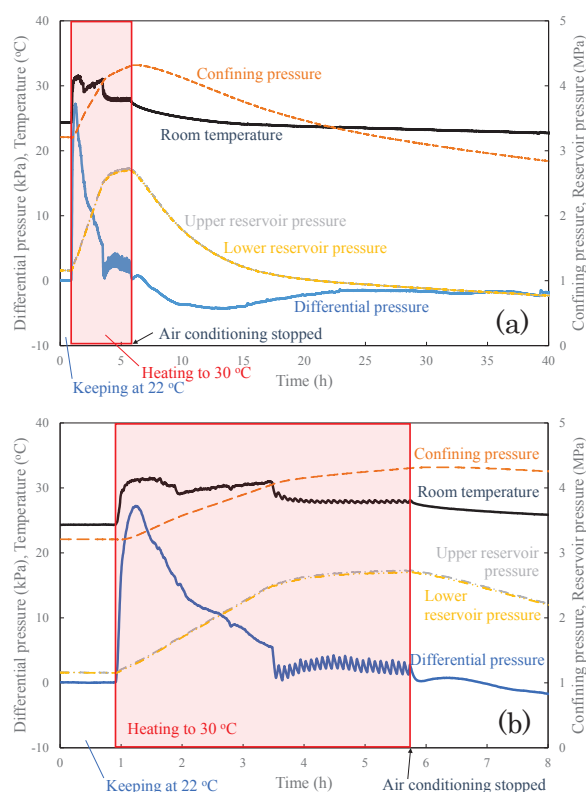 (a)
Differential pressure (kPa), Temperature (°C)
40
30
20
10
0
-10
Confining pressure
Room temperature
Upper reservoir pressure
Lower reservoir pressure
Differential pressure
5
4
3
2
1
0
Confining pressure, Reservoir pressure (MPa)
0 5 10 15 20 25 30 35 40
Air conditioning stopped
Time (h)
Heating to 30 °C
Keeping at 22 °C
Differential pressure (kPa), Temperature (°C)
40
30
20
10
0
-10
Confining pressure
Room temperature
Upper reservoir
pressure
Lower
reservoir pressure
Differential pressure
Heating to 30 °C
(b)
5
4
3
2
1
0
Confining pressure, Reservoir pressure (MPa)
0 1 2 3 4 5 6 7 8
Keeping at 22 °C
Time (h)
Air conditioning stopped